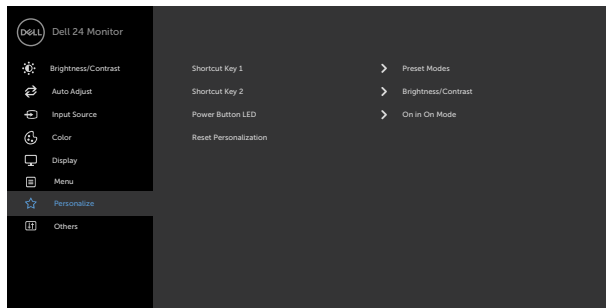 DELL Dell 24 Monitor
Brightness/Contrast
Auto Adjust
Input Source
Color
Display
Menu
Personalize
Others
Shortcut Key 1 Preset Modes
Shortcut Key 2 Brightness/Contrast
Power Button LED On in On Mode
Reset Personalization